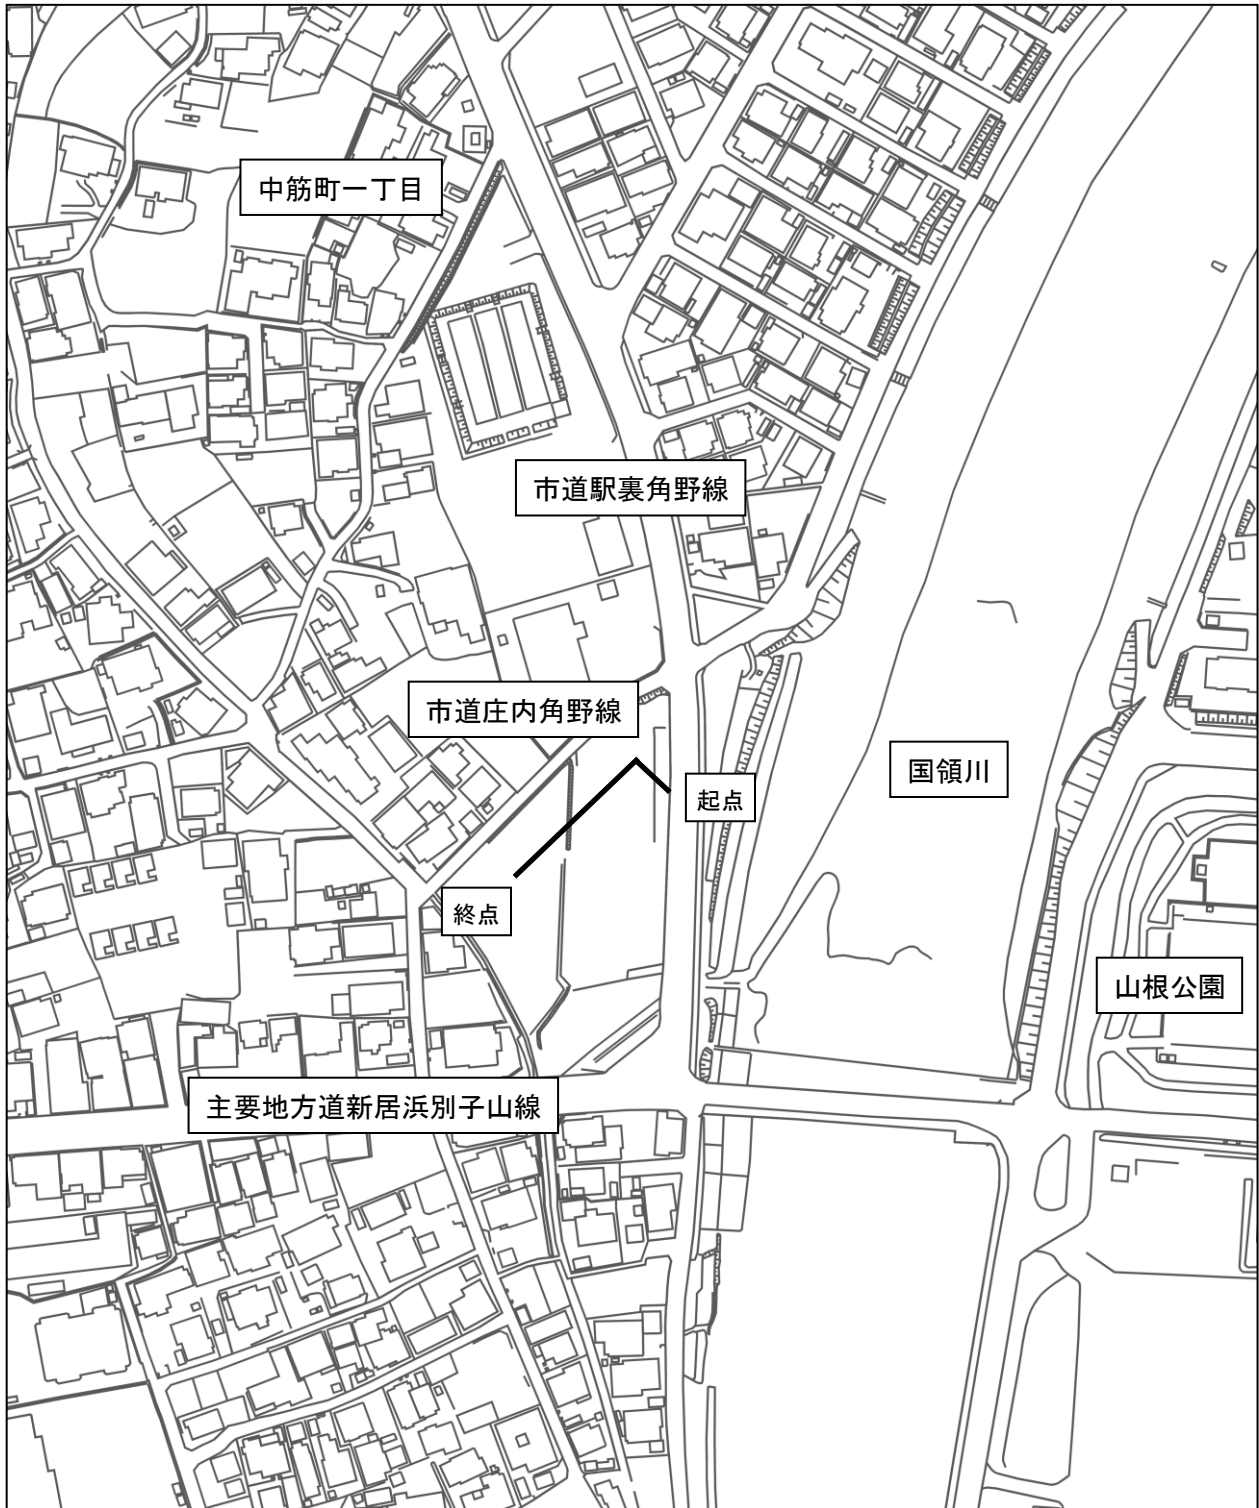 中筋町一丁目
市道駅裏角野線
市道庄内角野線
国領川
起点
終点
山根公園
主要地方道新居浜別子山線